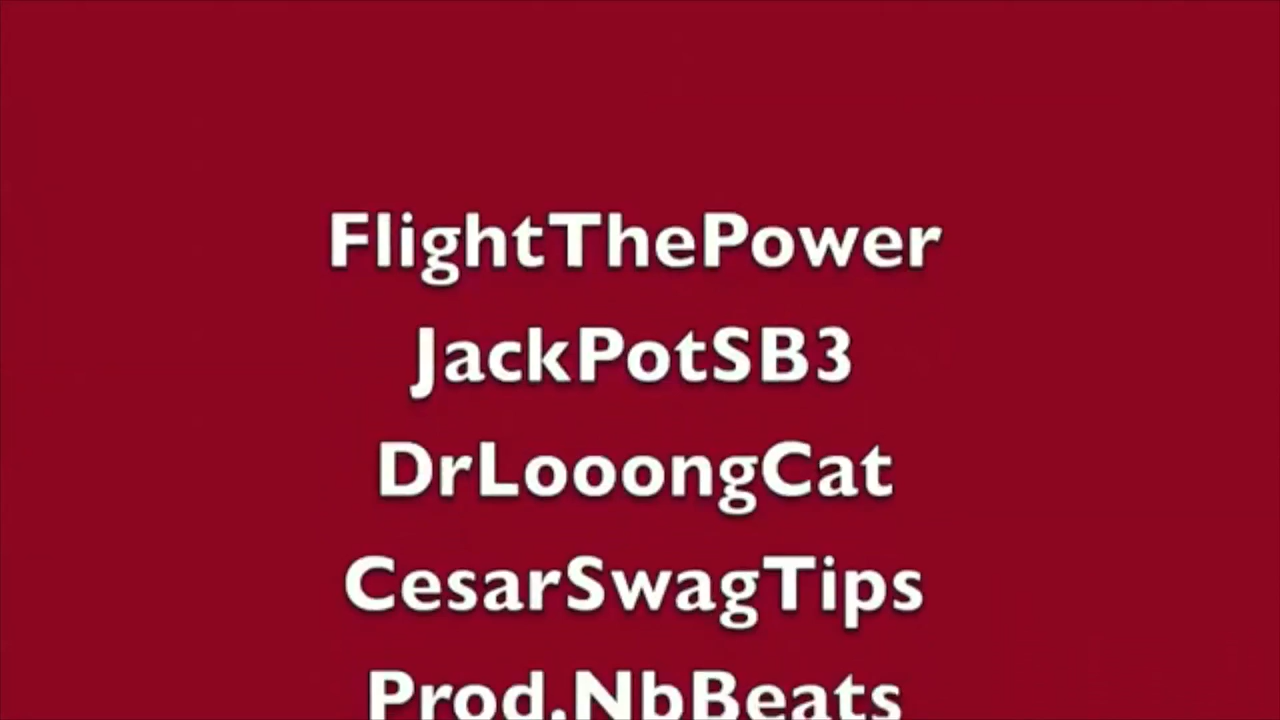 FlightThePower
JackPotSB3
DrLooongCat
CesarSwagTips
Prod.NbBeats